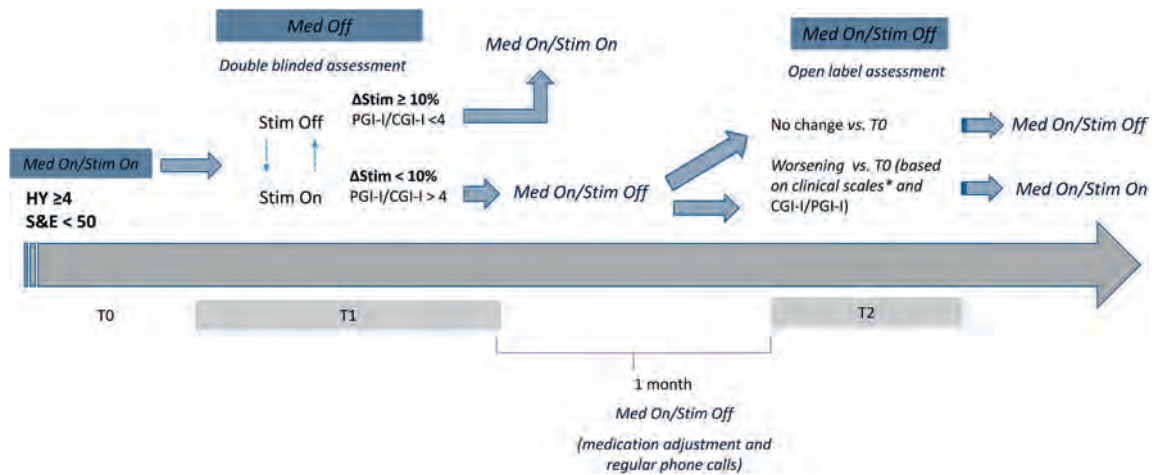 Med Off
Double blinded assessment
Med On/Stim On
Med On/Stim Off
Open label assessment
Med On/Stim On
HY ≥4
S&E < 50
Stim Off
Stim On
ΔStim ≥ 10%
PGI-I/CGI-I <4
ΔStim < 10%
PGI-I/CGI-I > 4
Med On/Stim Off
No change vs. T0
Worsening vs. T0 (based
on clinical scales* and
CGI-I/PGI-I)
Med On/Stim Off
Med On/Stim On
T0
T1
T2
1 month
Med On/Stim Off
(medication adjustment and
regular phone calls)